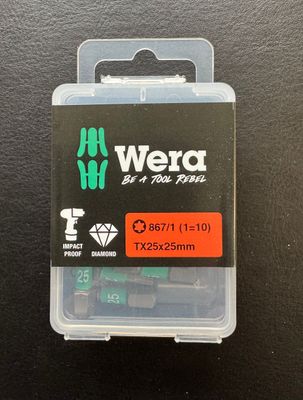 Wera
BE A TOOL REBEL
867/1 (1=10)
TX25x25mm
IMPACT
PROOF
DIAMOND
25
25